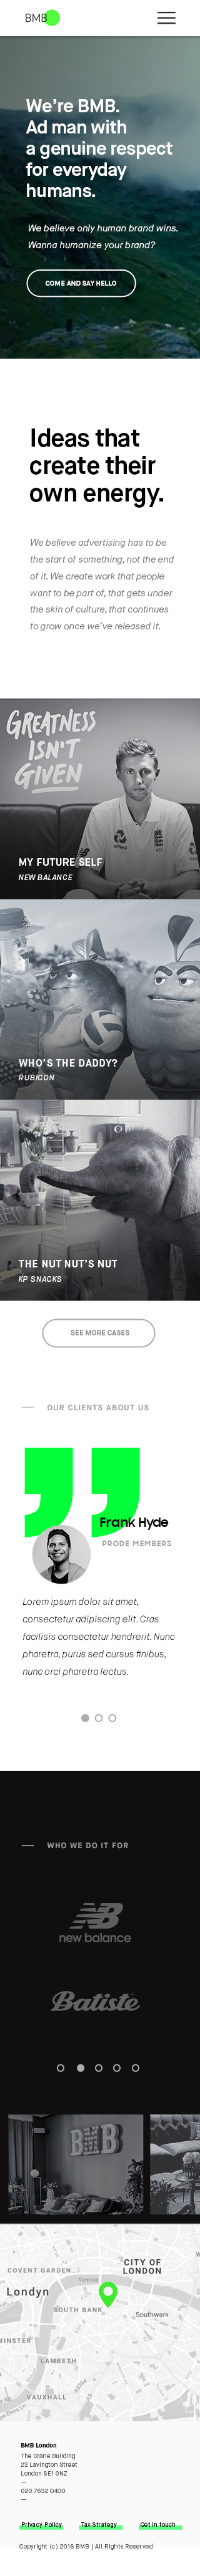 BMB
We're BMB.
Ad man with
a genuine respect
for everyday
humans.
We believe only human brand wins.
Wanna humanize your brand?
COME AND SAY HELLO
Ideas that
create their
own energy.
We believe advertising has to be
the start of something, not the end
of it. We create work that people
want to be part of, that gets under
the skin of culture, that continues
to grow once we've released it.
GREATNESS
ISN'T
GIVEN
MY FUTURE SELF
NEW BALANCE
WHO'S THE DADDY?
RUBICON
THE NUT NUT'S NUT
KP SNACKS
SEE MORE CASES
OUR CLIENTS ABOUT US
Frank Hyde
PRODE MEMBERS
Lorem ipsum dolor sit amet,
consectetur adipiscing elit. Cras
facilisis consectetur hendrerit. Nunc
pharetra, purus sed cursus finibus,
nunc orci pharetra lectus.
WHO WE DO IT FOR
new balance
Batiste
BMB
COVENT GARDEN
CITY OF
LONDON
Tamiza
Londyn
SOUTH BANK
Southwark
MINSTER
LAMBETH
VAUXHALL
BMB London
The Crane Building
22 Lavington Street
London SE1 0NZ
—
020 7632 0400
—
Privacy Policy Tax Strategy Get in touch
Copyright (c) 2018 BMB | All Rights Reserved